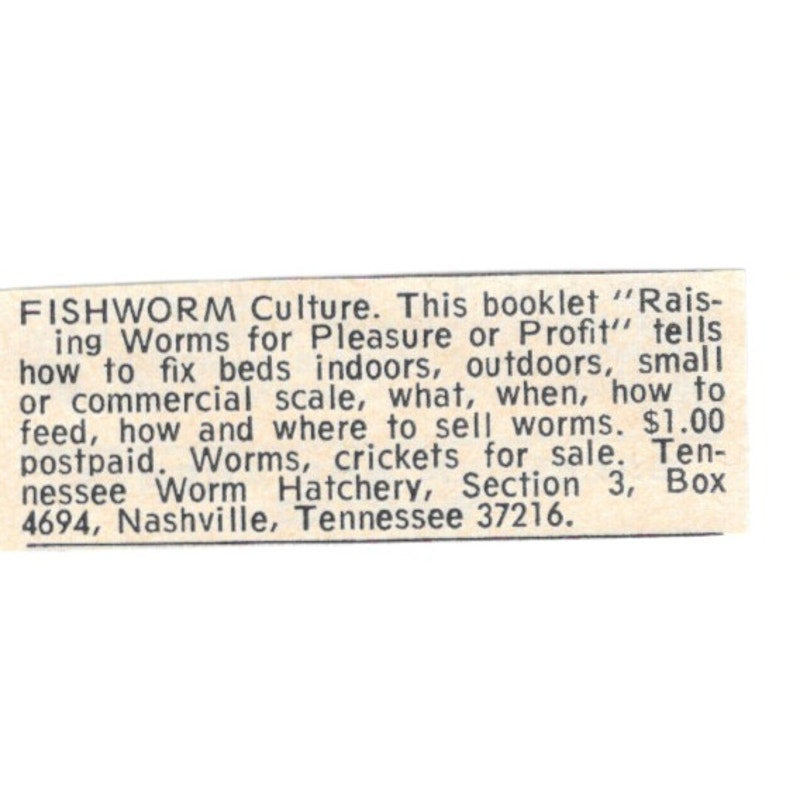 FISHWORM Culture. This booklet "Rais-
ing Worms for Pleasure or Profit" tells
how to fix beds indoors, outdoors, small
or commercial scale, what, when, how to
feed, how and where to sell worms. $1.00
postpaid. Worms, crickets for sale. Ten-
nessee Worm Hatchery, Section 3, Box
4694, Nashville, Tennessee 37216.